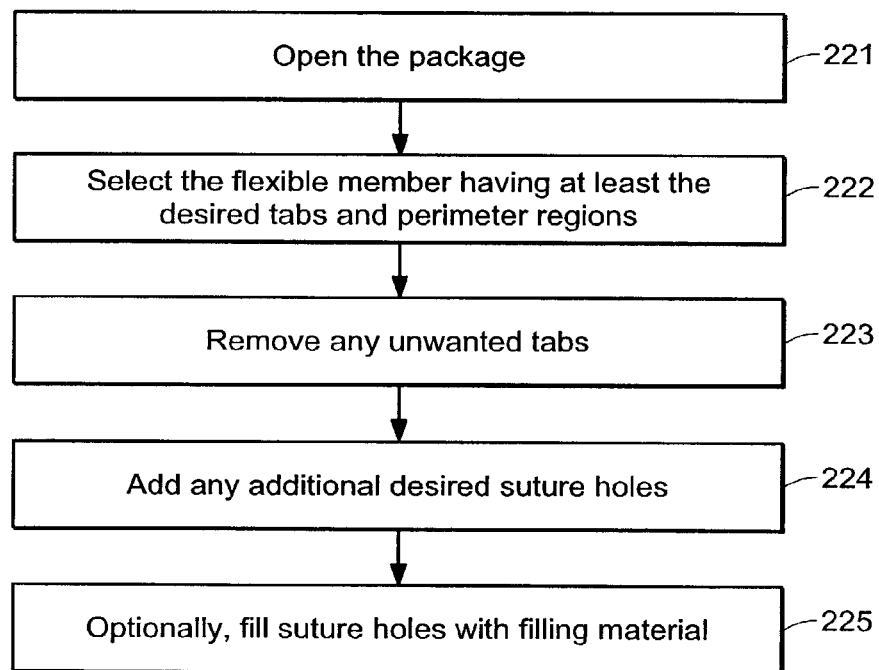 Open the package
221
Select the flexible member having at least the
desired tabs and perimeter regions
222
Remove any unwanted tabs
223
Add any additional desired suture holes
224
Optionally, fill suture holes with filling material
225